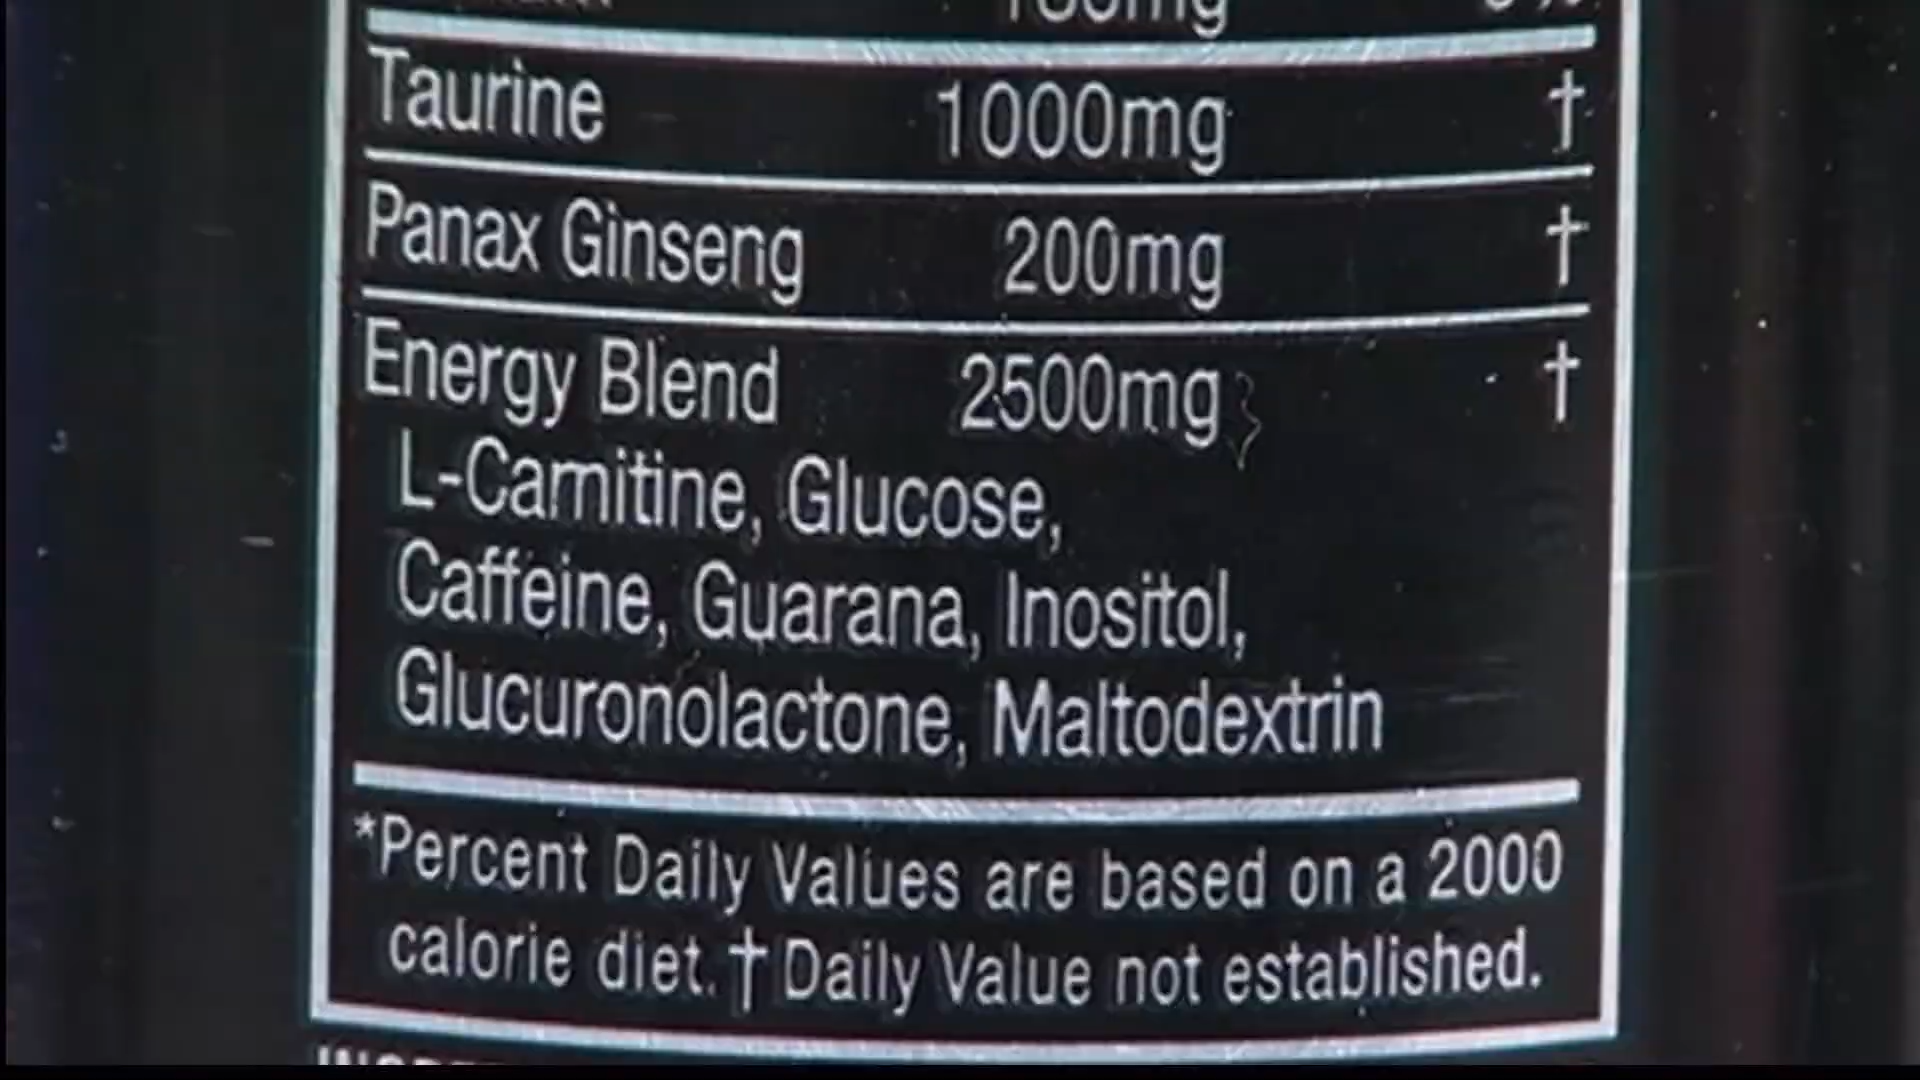 Taurine 1000mg †
Panax Ginseng 200mg †
Energy Blend 2500mg †
L-Carnitine, Glucose,
Caffeine, Guarana, Inositol,
Glucuronolactone, Maltodextrin
*Percent Daily Values are based on a 2000
calorie diet. † Daily Value not established.